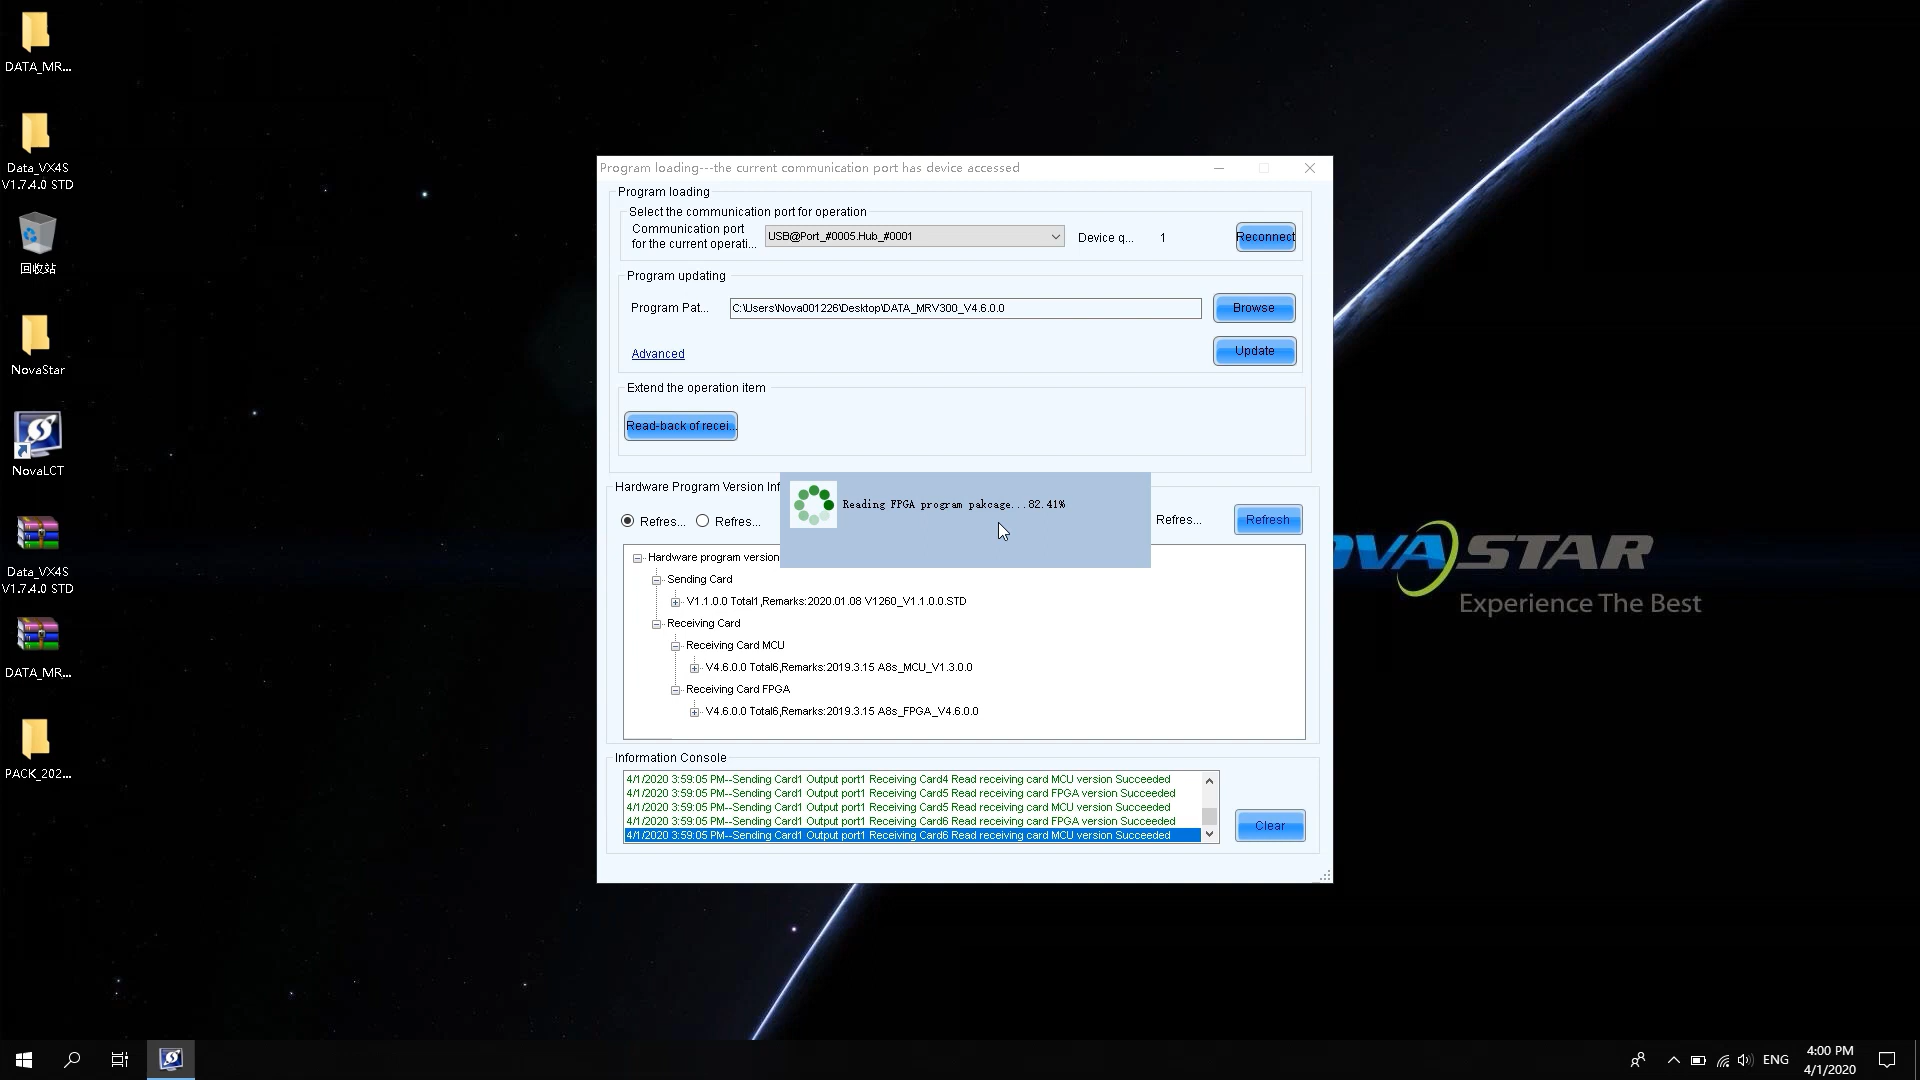 DATA_MR...
Data_VX4S
V1.7.4.0 STD
回收站
NovaStar
NovaLCT
Data_VX4S
V1.7.4.0 STD
DATA_MR...
PACK_202...
Program loading---the current communication port has device accessed
Program loading
Select the communication port for operation
Communication port
for the current operati...
USB@Port_#0005.Hub_#0001
Device q...
1
Reconnect
Program updating
Program Pat...
C:\Users\Nova001226\Desktop\DATA_MRV300_V4.6.0.0
Browse
Advanced
Update
Extend the operation item
Read-back of recei...
Hardware Program Version Inf
Reading FPGA program pakcage...82.41%
Refres...
Refres...
Refres...
Refresh
Hardware program version
Sending Card
V1.1.0.0 Total1,Remarks:2020.01.08 V1260_V1.1.0.0.STD
Receiving Card
Receiving Card MCU
V4.6.0.0 Total6,Remarks:2019.3.15 A8s_MCU_V1.3.0.0
Receiving Card FPGA
V4.6.0.0 Total6,Remarks:2019.3.15 A8s_FPGA_V4.6.0.0
Information Console
4/1/2020 3:59:05 PM--Sending Card1 Output port1 Receiving Card4 Read receiving card MCU version Succeeded
4/1/2020 3:59:05 PM--Sending Card1 Output port1 Receiving Card5 Read receiving card FPGA version Succeeded
4/1/2020 3:59:05 PM--Sending Card1 Output port1 Receiving Card5 Read receiving card MCU version Succeeded
4/1/2020 3:59:05 PM--Sending Card1 Output port1 Receiving Card6 Read receiving card FPGA version Succeeded
4/1/2020 3:59:05 PM--Sending Card1 Output port1 Receiving Card6 Read receiving card MCU version Succeeded
Clear
OVASTAR
Experience The Best
ENG
4:00 PM
4/1/2020